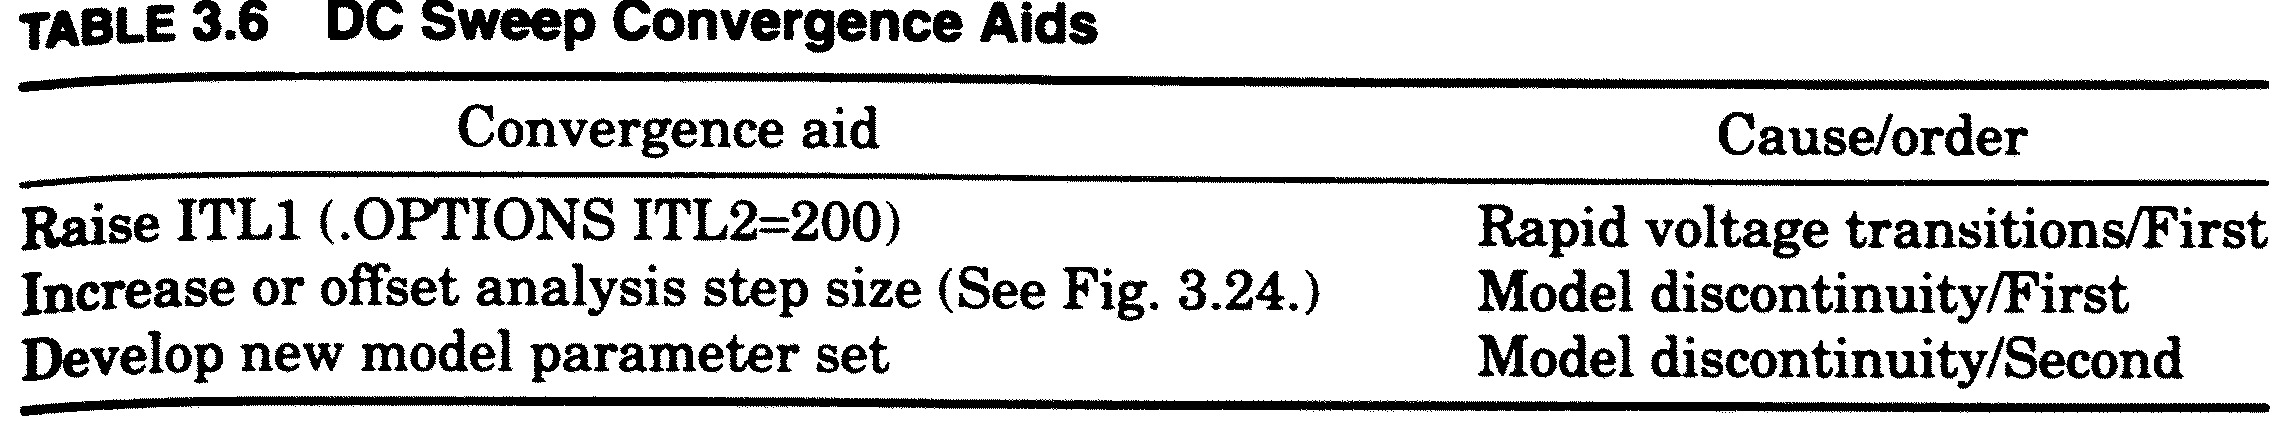 TABLE 3.6 DC Sweep Convergence Aids
Convergence aid Cause/order
Raise ITL1 (.OPTIONS ITL2=200) Rapid voltage transitions/First
Increase or offset analysis step size (See Fig. 3.24.) Model discontinuity/First
Develop new model parameter set Model discontinuity/Second